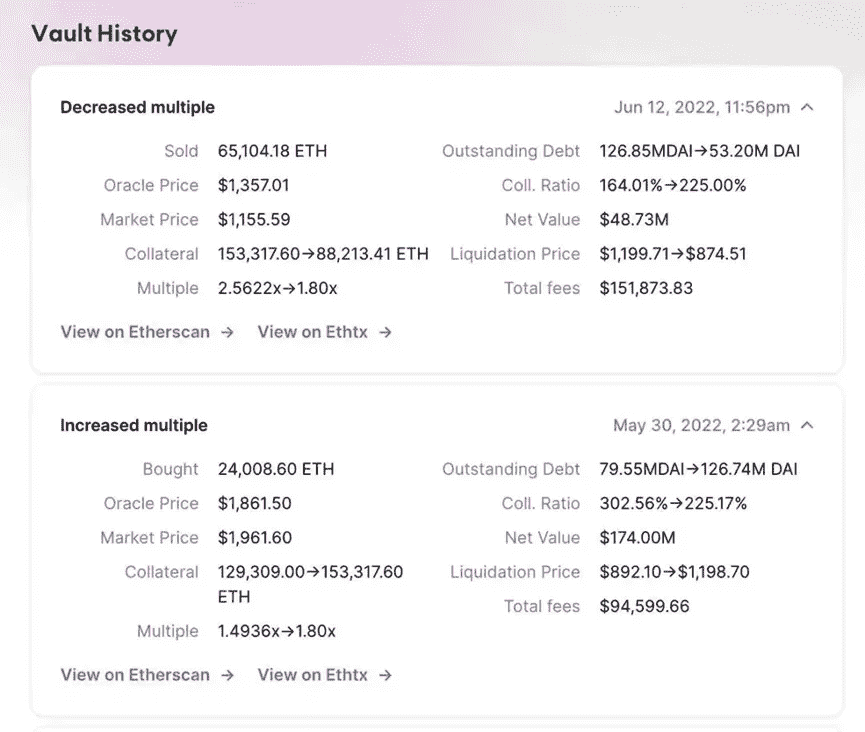 Vault History
Decreased multiple Jun 12, 2022, 11:56pm
Sold 65,104.18 ETH Outstanding Debt 126.85MDAI→53.20M DAI
Oracle Price $1,357.01 Coll. Ratio 164.01%→225.00%
Market Price $1,155.59 Net Value $48.73M
Collateral 153,317.60→88,213.41 ETH Liquidation Price $1,199.71→$874.51
Multiple 2.5622x→1.80x Total fees $151,873.83
View on Etherscan → View on Ethtx →
Increased multiple May 30, 2022, 2:29am
Bought 24,008.60 ETH Outstanding Debt 79.55MDAI→126.74M DAI
Oracle Price $1,861.50 Coll. Ratio 302.56%→225.17%
Market Price $1,961.60 Net Value $174.00M
Collateral 129,309.00→153,317.60 Liquidation Price $892.10→$1,198.70
ETH Total fees $94,599.66
Multiple 1.4936x→1.80x
View on Etherscan → View on Ethtx →